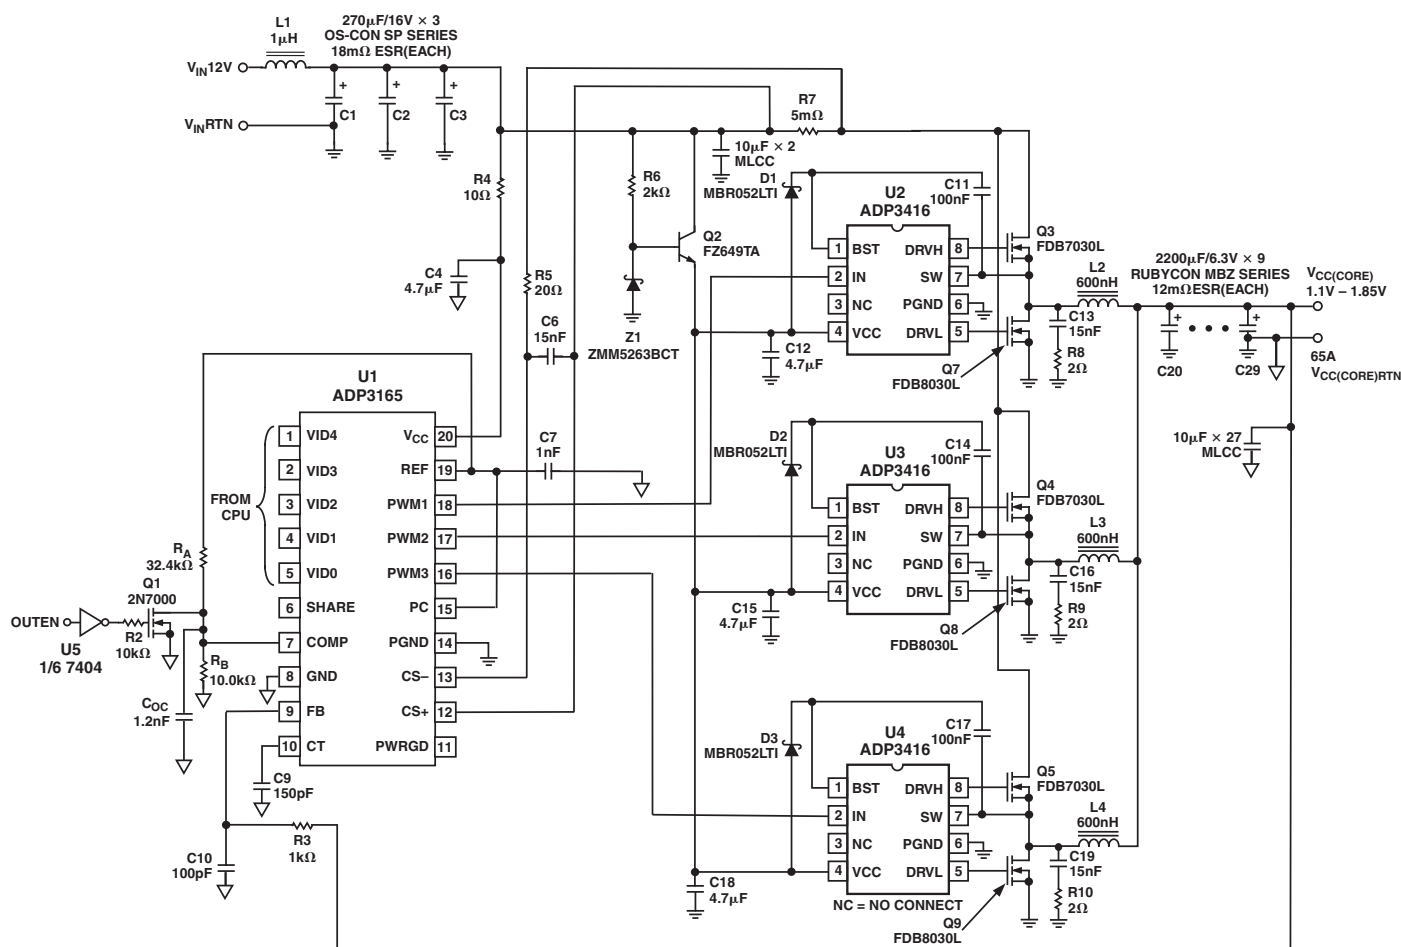 L1
1μH
270μF/16V × 3
OS-CON SP SERIES
18mΩ ESR(EACH)
VIN12V
VINRTN
+
C1
+
C2
+
C3
R7
5mΩ
10μF × 2
MLCC
R4
10Ω
R6
2kΩ
Q2
FZ649TA
C4
4.7μF
R5
20Ω
C6
15nF
Z1
ZMM5263BCT
D1
MBR052LTI
C11
100nF
U2
ADP3416
1
BST
2
IN
3
NC
4
VCC
DRVH
8
SW
7
PGND
6
DRVL
5
Q3
FDB7030L
L2
600nH
C13
15nF
R8
2Ω
Q7
FDB8030L
C12
4.7μF
2200μF/6.3V × 9
RUBYCON MBZ SERIES
12mΩESR(EACH)
VCC(CORE)
1.1V – 1.85V
+
C20
+
C29
65A
VCC(CORE)RTN
10μF × 27
MLCC
U1
ADP3165
FROM
CPU
1
VID4
2
VID3
3
VID2
4
VID1
5
VID0
6
SHARE
7
COMP
8
GND
9
FB
10
CT
VCC
20
REF
19
PWM1
18
PWM2
17
PWM3
16
PC
15
PGND
14
CS–
13
CS+
12
PWRGD
11
C7
1nF
RA
32.4kΩ
Q1
2N7000
OUTEN
U5
1/6 7404
R2
10kΩ
RB
10.0kΩ
COC
1.2nF
C9
150pF
R3
1kΩ
C10
100pF
D2
MBR052LTI
C14
100nF
U3
ADP3416
1
BST
2
IN
3
NC
4
VCC
DRVH
8
SW
7
PGND
6
DRVL
5
Q4
FDB7030L
L3
600nH
C16
15nF
R9
2Ω
Q8
FDB8030L
C15
4.7μF
D3
MBR052LTI
C17
100nF
U4
ADP3416
1
BST
2
IN
3
NC
4
VCC
DRVH
8
SW
7
PGND
6
DRVL
5
Q5
FDB7030L
L4
600nH
C19
15nF
R10
2Ω
Q9
FDB8030L
C18
4.7μF
NC = NO CONNECT